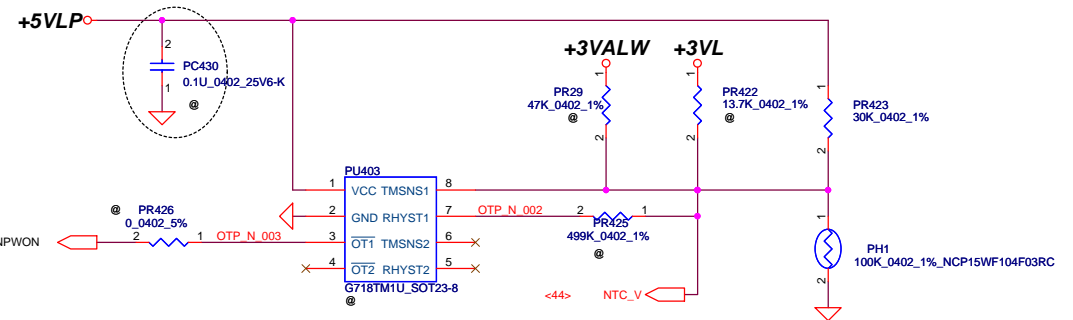 +5VLP
2
PC430
0.1U_0402_25V6-K
1
@
+3VALW
+3VL
1
PR29
47K_0402_1%
@
2
1
PR422
13.7K_0402_1%
@
2
1
PR423
30K_0402_1%
2
PU403
1 VCC TMSNS1 8
2 GND RHYST1 7
3 OT1 TMSNS2 6
4 OT2 RHYST2 5
G718TM1U_SOT23-8
@
@
PR426
0_0402_5%
NPWON
2
1
OTP_N_003
OTP_N_002
2
1
PR425
499K_0402_1%
@
1
PH1
100K_0402_1%_NCP15WF104F03RC
2
<44>
NTC_V